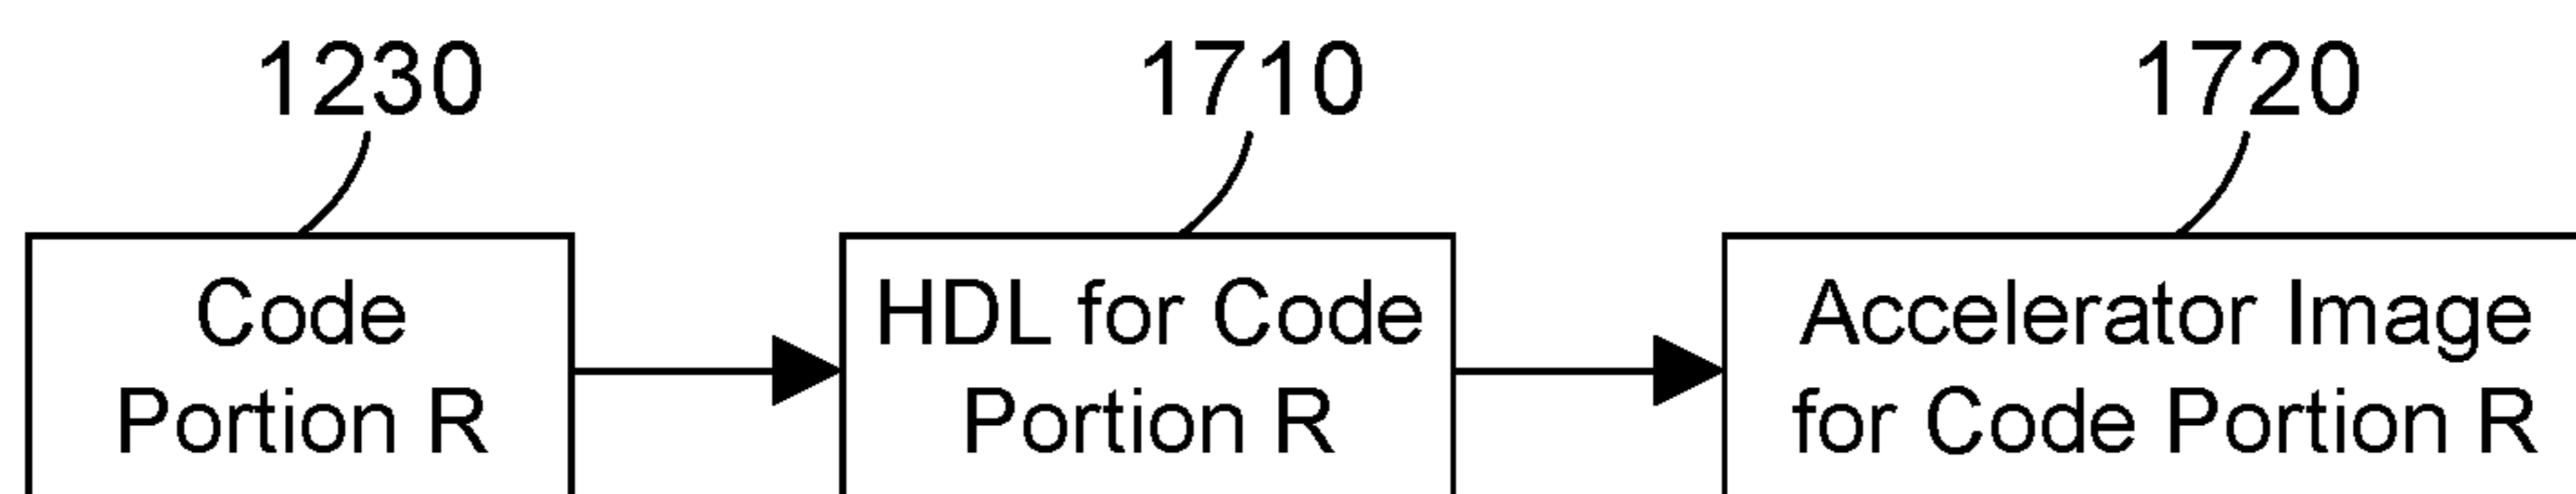 1230
1710
1720
Code
Portion R
HDL for Code
Portion R
Accelerator Image
for Code Portion R